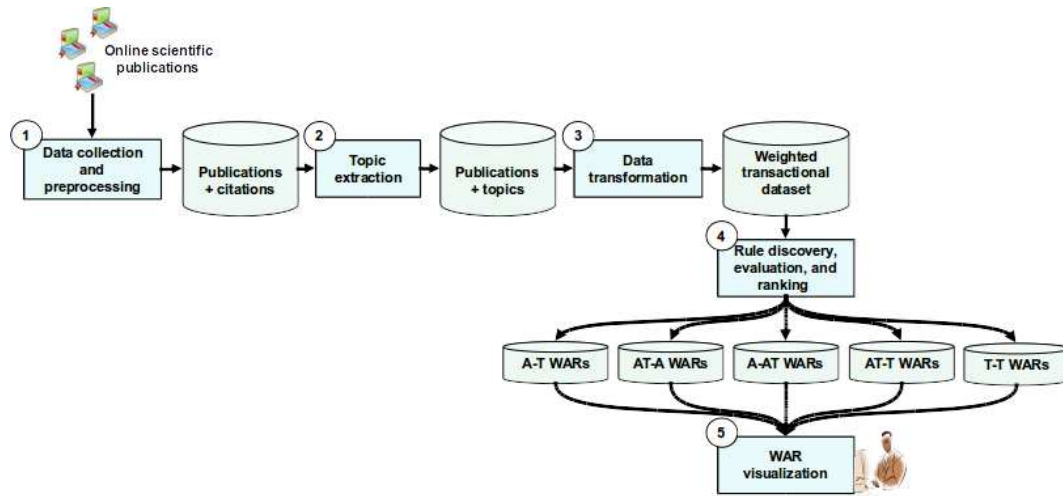 Online scientific
publications
1
Data collection
and
preprocessing
Publications
+ citations
2
Topic
extraction
Publications
+ topics
3
Data
transformation
Weighted
transactional
dataset
4
Rule discovery,
evaluation, and
ranking
A-T WARs
AT-A WARs
A-AT WARs
AT-T WARs
T-T WARs
5
WAR
visualization